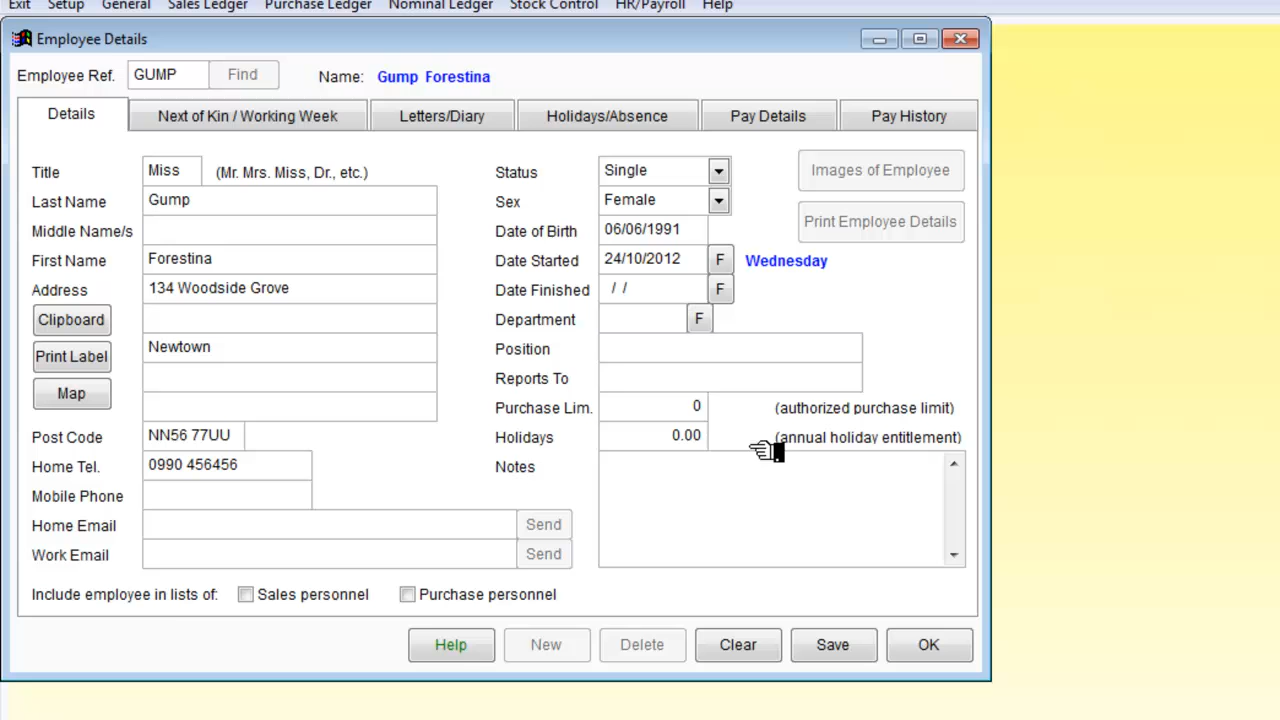 Exit Setup General Sales Ledger Purchase Ledger Nominal Ledger Stock Control HR/Payroll Help
Employee Details
Employee Ref. GUMP Find Name: Gump Forestina
Details Next of Kin / Working Week Letters/Diary Holidays/Absence Pay Details Pay History
Title Miss (Mr. Mrs. Miss, Dr., etc.) Status Single Images of Employee
Last Name Gump Sex Female
Middle Name/s Date of Birth 06/06/1991 Print Employee Details
First Name Forestina Date Started 24/10/2012 F Wednesday
Address 134 Woodside Grove Date Finished / / F
Clipboard Department F
Print Label Newtown Position
Map Reports To
Purchase Lim. 0 (authorized purchase limit)
Post Code NN56 77UU Holidays 0.00 (annual holiday entitlement)
Home Tel. 0990 456456 Notes
Mobile Phone
Home Email Send
Work Email Send
Include employee in lists of: Sales personnel Purchase personnel
Help New Delete Clear Save OK